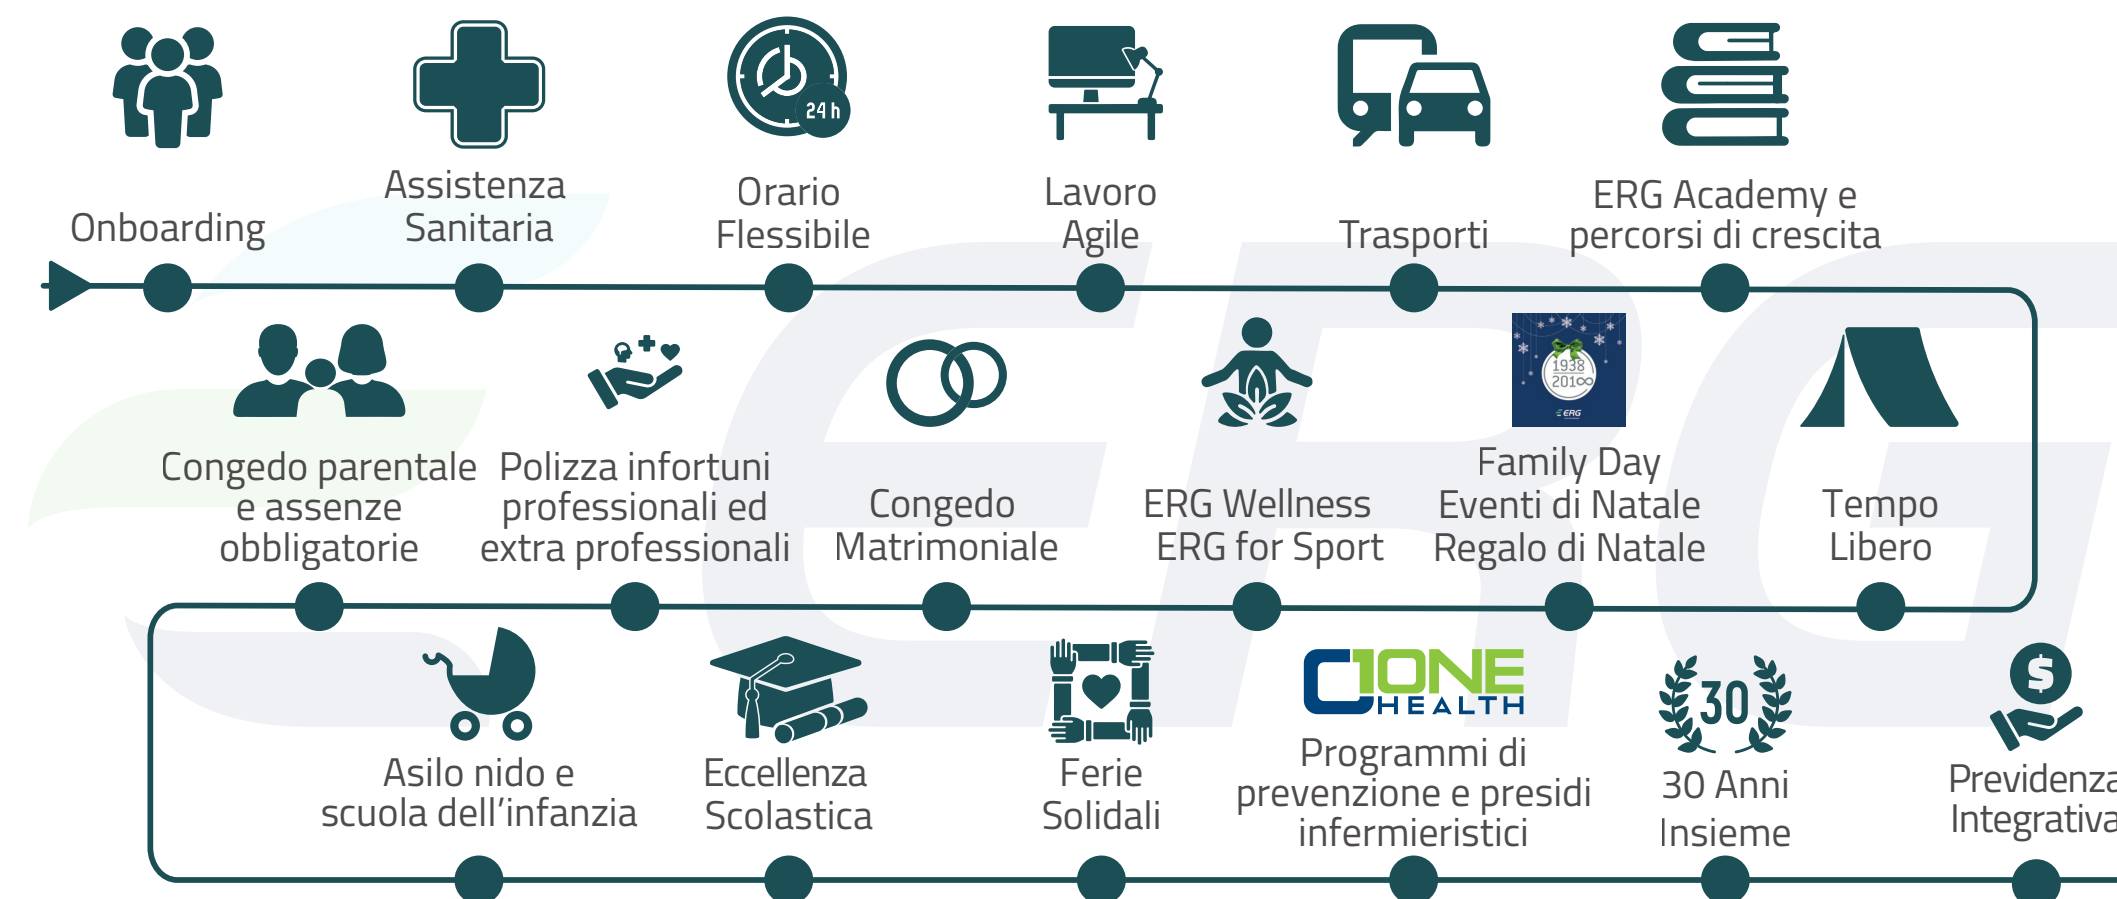 24 h
Onboarding
Assistenza
Sanitaria
Orario
Flessibile
Lavoro
Agile
Trasporti
ERG Academy e
percorsi di crescita
Congedo parentale
e assenze
obbligatorie
Polizza infortuni
professionali ed
extra professionali
Congedo
Matrimoniale
ERG Wellness
ERG for Sport
1938
201∞
ERG
Family Day
Eventi di Natale
Regalo di Natale
Tempo
Libero
Asilo nido e
scuola dell'infanzia
Eccellenza
Scolastica
Ferie
Solidali
C1ONE
HEALTH
Programmi di
prevenzione e presidi
infermieristici
30
30 Anni
Insieme
$
Previdenza
Integrativa
ERG